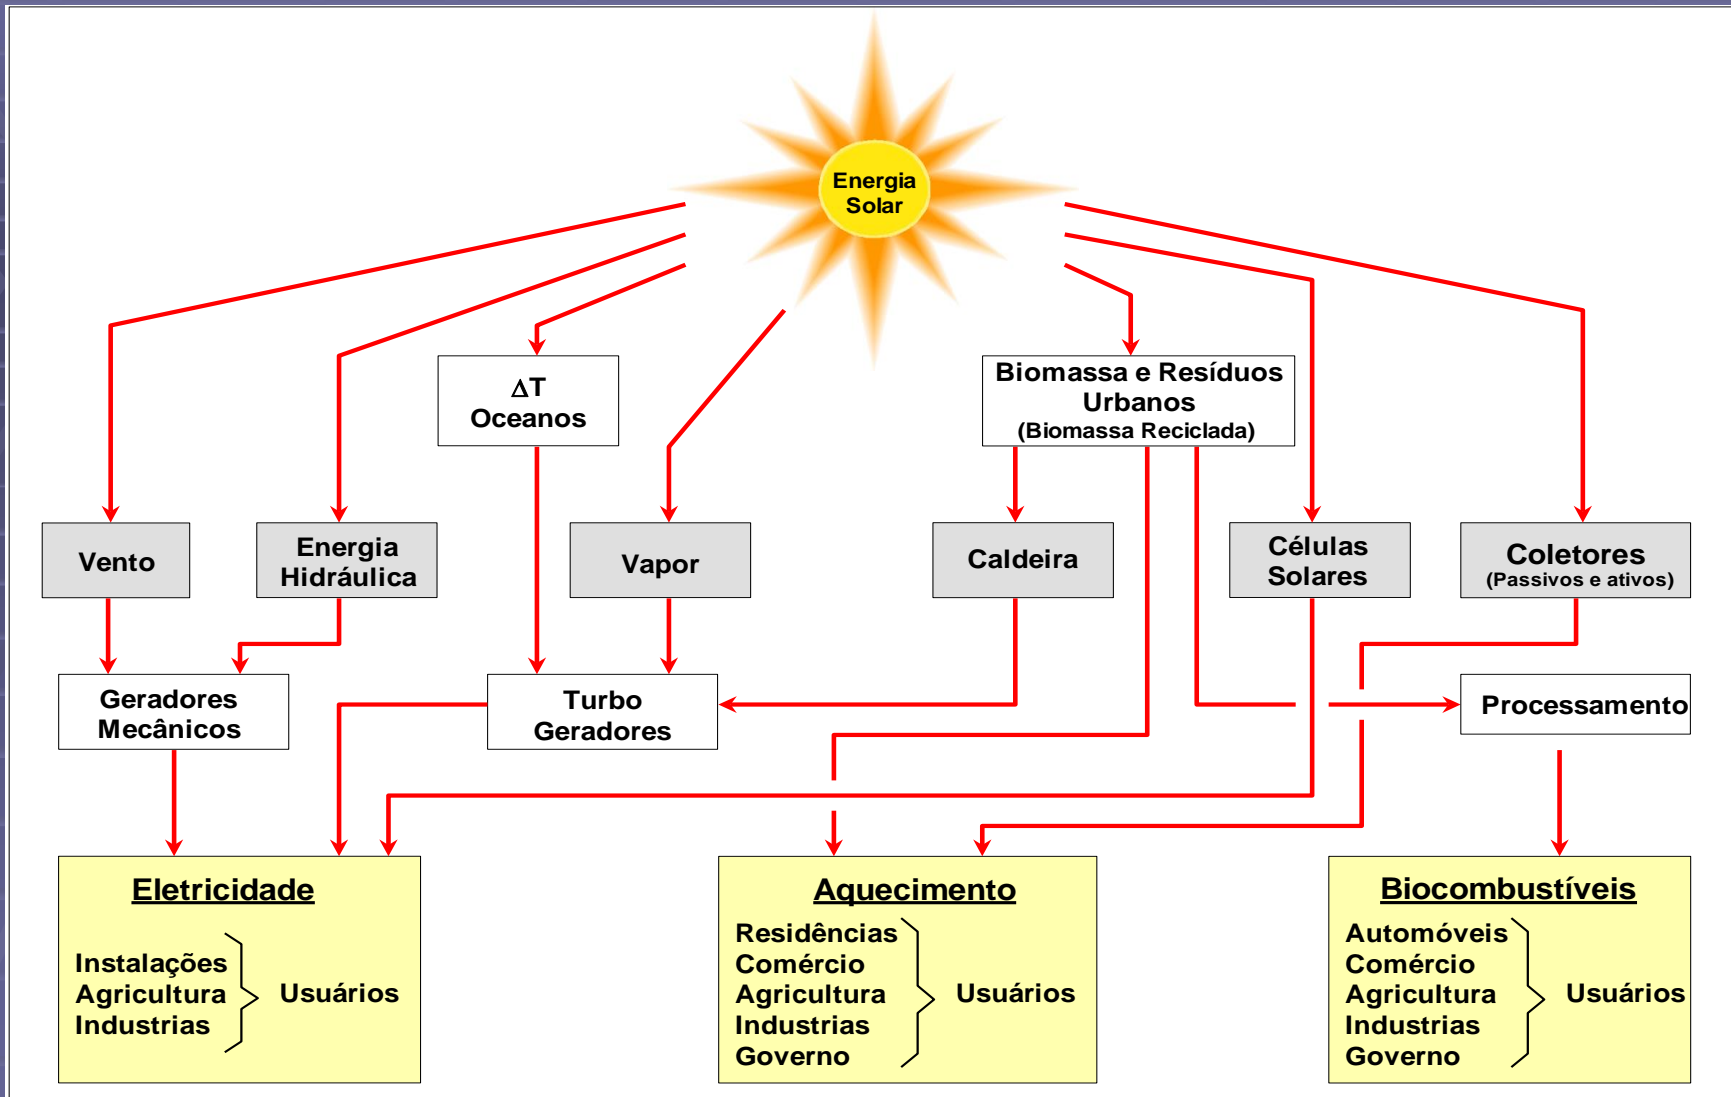 Energia
Solar
ΔT
Oceanos
Biomassa e Resíduos
Urbanos
(Biomassa Reciclada)
Vento
Energia
Hidráulica
Vapor
Caldeira
Células
Solares
Coletores
(Passivos e ativos)
Geradores
Mecânicos
Turbo
Geradores
Processamento
Eletricidade
Instalações
Agricultura
Industrias
Usuários
Aquecimento
Residências
Comércio
Agricultura
Industrias
Governo
Usuários
Biocombustíveis
Automóveis
Comércio
Agricultura
Industrias
Governo
Usuários